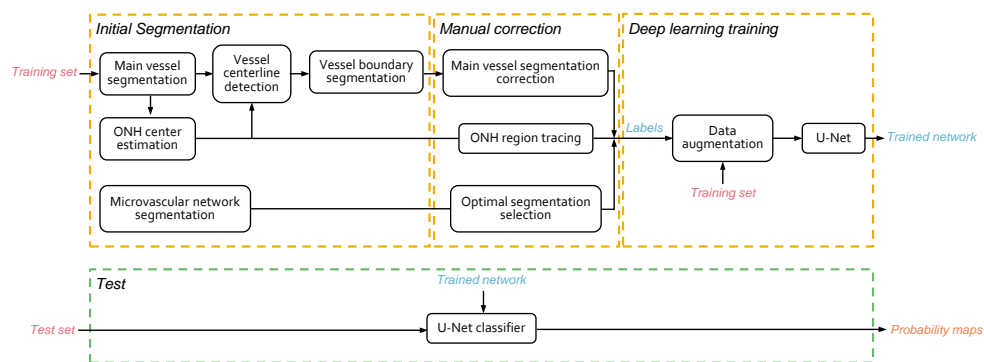 Initial Segmentation
Manual correction
Deep learning training
Training set
Main vessel
segmentation
Vessel
centerline
detection
Vessel boundary
segmentation
Main vessel segmentation
correction
ONH center
estimation
ONH region tracing
Labels
Data
augmentation
U-Net
Trained network
Training set
Microvascular network
segmentation
Optimal segmentation
selection
Test
Trained network
Test set
U-Net classifier
Probability maps